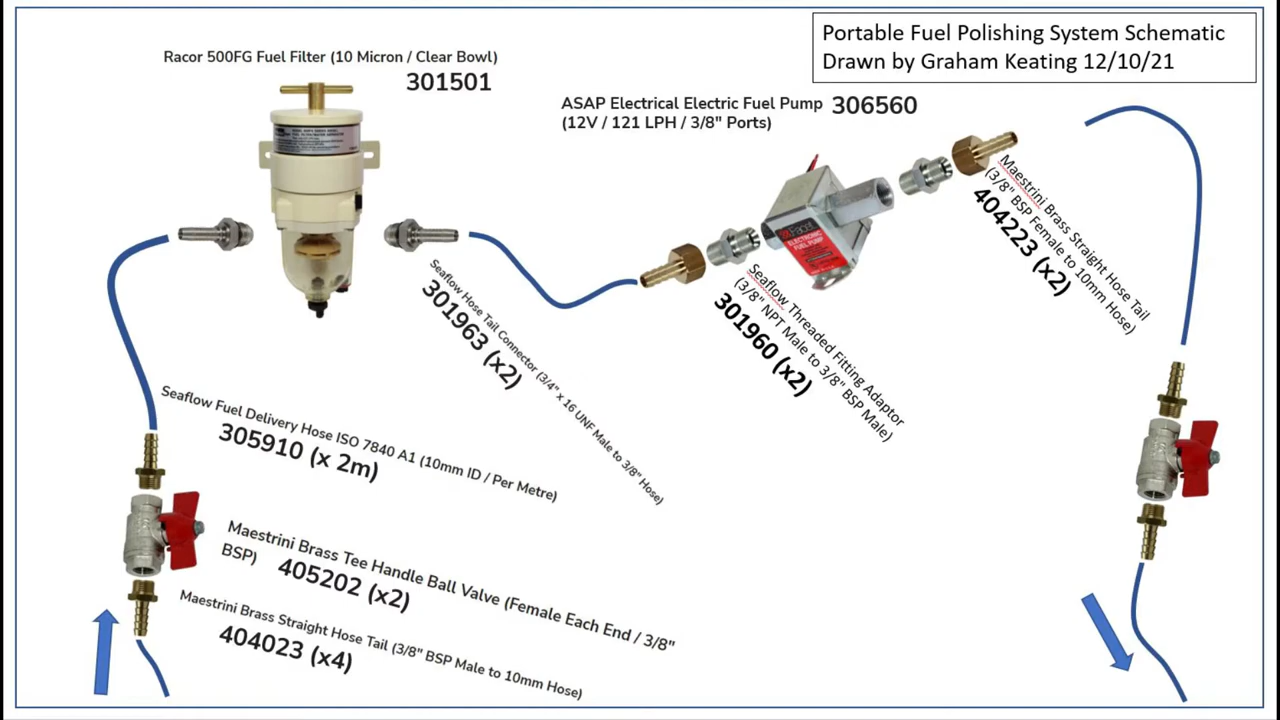 Portable Fuel Polishing System Schematic
Drawn by Graham Keating 12/10/21
Racor 500FG Fuel Filter (10 Micron / Clear Bowl)
301501
ASAP Electrical Electric Fuel Pump 306560
(12V / 121 LPH / 3/8" Ports)
Maestrini Brass Straight Hose Tail
(3/8" BSP Female to 10mm Hose)
404223 (x2)
Facet
ELECTRONIC
FUEL PUMP
Seaflow Threaded Fitting Adaptor
(3/8" NPT Male to 3/8" BSP Male)
301960 (x2)
Seaflow Hose Tail Connector (3/4" x 16 UNF Male to 3/8" Hose)
301963 (x2)
Seaflow Fuel Delivery Hose ISO 7840 A1 (10mm ID / Per Metre)
305910 (x 2m)
Maestrini Brass Tee Handle Ball Valve (Female Each End / 3/8"
BSP) 405202 (x2)
Maestrini Brass Straight Hose Tail (3/8" BSP Male to 10mm Hose)
404023 (x4)